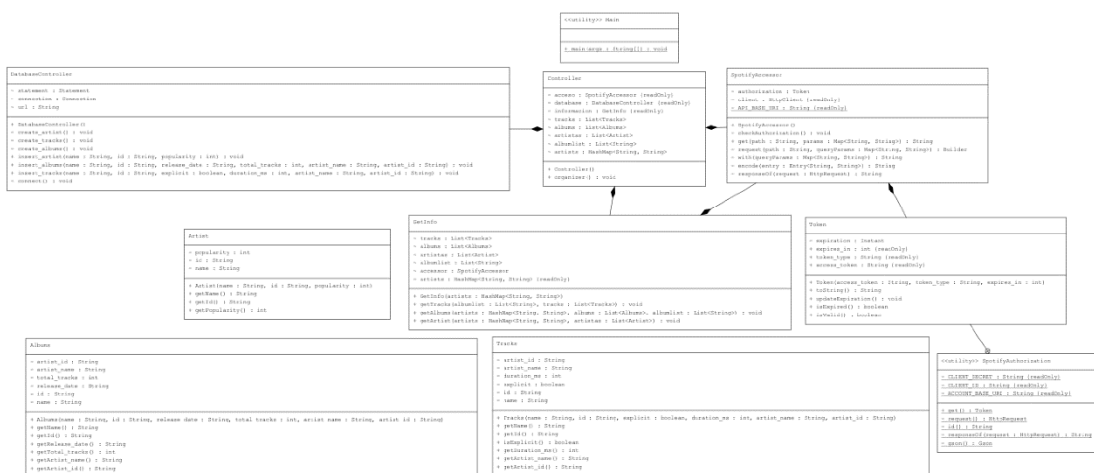 <<utility>> Main
+ main(args : String[]) : void
DatabaseController
- statement : Statement
- connection : Connection
- url : String
+ DatabaseController()
- create_artist() : void
- create_tracks() : void
- create_albums() : void
+ insert_artist(name : String, id : String, popularity : int) : void
+ insert_albums(name : String, id : String, release_date : String, total_tracks : int, artist_name : String, artist_id : String) : void
+ insert_tracks(name : String, id : String, explicit : boolean, duration_ms : int, artist_name : String, artist_id : String) : void
- connect() : void
Controller
- database : DatabaseController (readOnly)
- information : GetInfo (readOnly)
- tracks : List<Tracks>
- albums : List<Albums>
- artistas : List<Artist>
- albumlist : List<String>
- artists : HashMap<String, String>
+ Controller()
SpotifyAccessor
- authorization : Token
- client : HttpClient (readOnly)
- API_BASE_URI : String (readOnly)
+ SpotifyAccessor()
- checkAuthorization() : void
+ get(path : String, params : Map<String, String>) : String
- request(path : String, queryParams : Map<String, String>) : Builder
- with(queryParams : Map<String, String>) : String
- encode(entry : Entry<String, String>) : String
- responseOf(request : HttpRequest) : String
Artist
- popularity : int
- id : String
- name : String
+ Artist(name : String, id : String, popularity : int)
+ getName() : String
+ getId() : String
+ getPopularity() : int
GetInfo
- tracks : List<Tracks>
- albums : List<Albums>
- artistas : List<Artist>
- albumlist : List<String>
- accessor : SpotifyAccessor
- artists : HashMap<String, String> (readOnly)
+ GetInfo(artists : HashMap<String, String>)
+ getTracks(albumlist : List<String>, tracks : List<Tracks>) : void
+ getAlbums(artists : HashMap<String, String>, albums : List<Albums>, albumlist : List<String>) : void
+ getArtist(artists : HashMap<String, String>, artistas : List<Artist>) : void
Token
- expiration : Instant
+ expires_in : int (readOnly)
+ token_type : String (readOnly)
+ access_token : String (readOnly)
+ Token(access_token : String, token_type : String, expires_in : int)
+ toString() : String
+ updateExpiration() : void
+ isExpired() : boolean
+ isValid() : boolean
Albums
- artist_id : String
- artist_name : String
- total_tracks : int
- release_date : String
- id : String
- name : String
+ Albums(name : String, id : String, release_date : String, total_tracks : int, artist_name : String, artist_id : String)
+ getName() : String
+ getId() : String
+ getRelease_date() : String
+ getTotal_tracks() : int
+ getArtist_name() : String
+ getArtist_id() : String
Tracks
- artist_id : String
- artist_name : String
- duration_ms : int
- explicit : boolean
- id : String
- name : String
+ Tracks(name : String, id : String, explicit : boolean, duration_ms : int, artist_name : String, artist_id : String)
+ getName() : String
+ getId() : String
+ isExplicit() : boolean
+ getDuration_ms() : int
+ getArtist_name() : String
+ getArtist_id() : String
<<utility>> SpotifyAuthorization
- CLIENT_SECRET : String (readOnly)
- CLIENT_ID : String (readOnly)
- ACCOUNT_BASE_URI : String (readOnly)
+ get() : Token
- request() : HttpRequest
- id() : String
- responseOf(request : HttpRequest) : String
- gson() : Gson